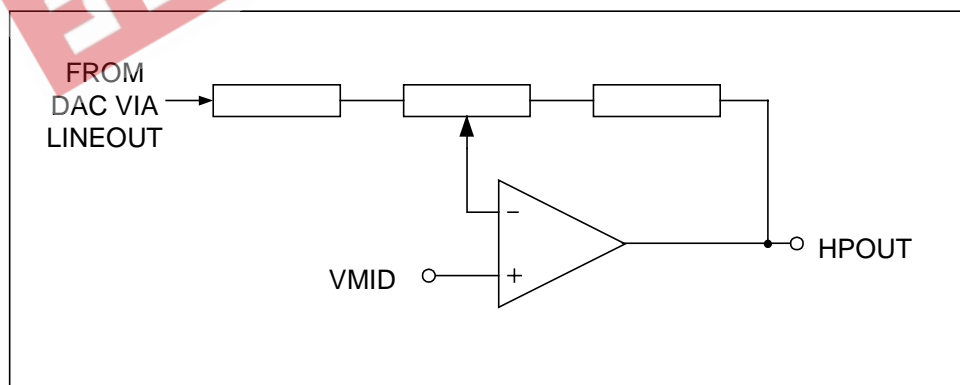 FROM
DAC VIA
LINEOUT
−
VMID
+
HPOUT